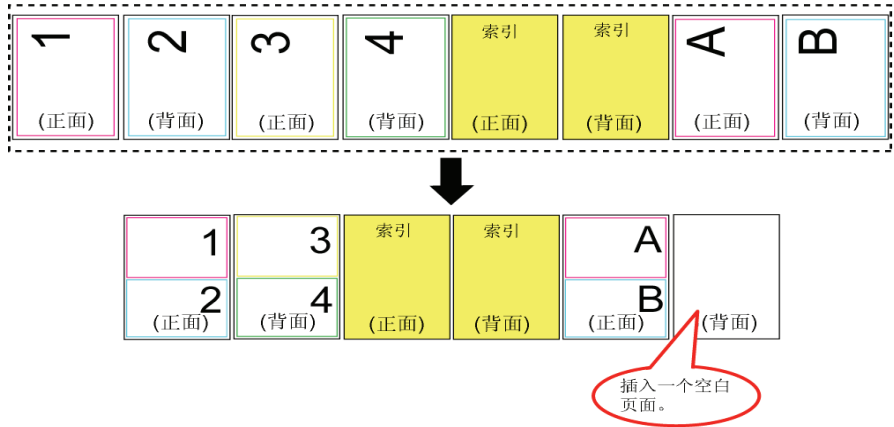 1 2 3 4 索引 索引 A B
(正面) (背面) (正面) (背面) (正面) (背面) (正面) (背面)
1 3 索引 索引 A
2 4 B
(正面) (背面) (正面) (背面) (正面) (背面)
插入一个空白
页面。